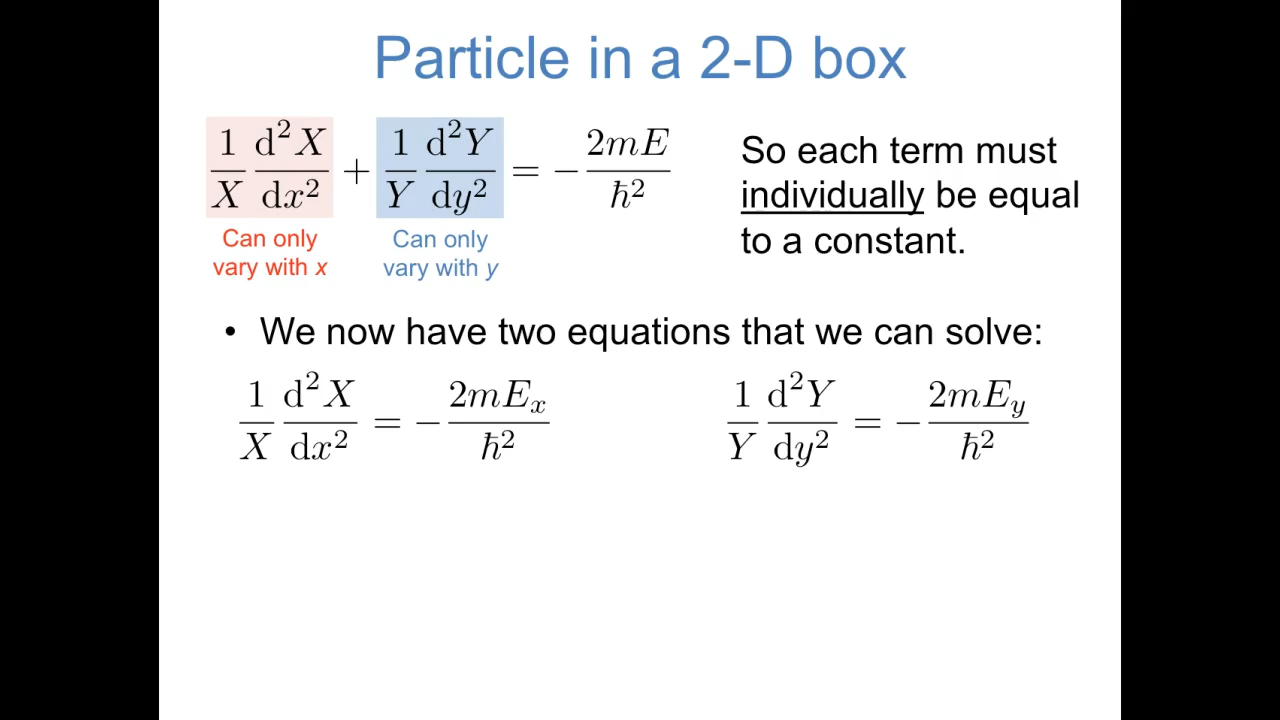 Particle in a 2-D box
1/X d²X/dx² + 1/Y d²Y/dy² = − 2mE/ħ²
So each term must
individually be equal
to a constant.
Can only
vary with x
Can only
vary with y
• We now have two equations that we can solve:
1/X d²X/dx² = − 2mEₓ/ħ²
1/Y d²Y/dy² = − 2mE_y/ħ²